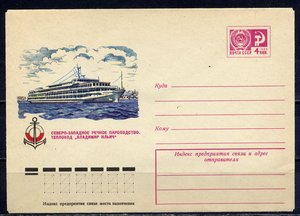 ПОЧТА СССР
4 КОП
Куда
Кому
СЕВЕРО-ЗАПАДНОЕ РЕЧНОЕ ПАРОХОДСТВО.
ТЕПЛОХОД „ВЛАДИМИР ИЛЬИЧ"
Индекс предприятия связи и адрес
отправителя
Индекс предприятия связи места назначения